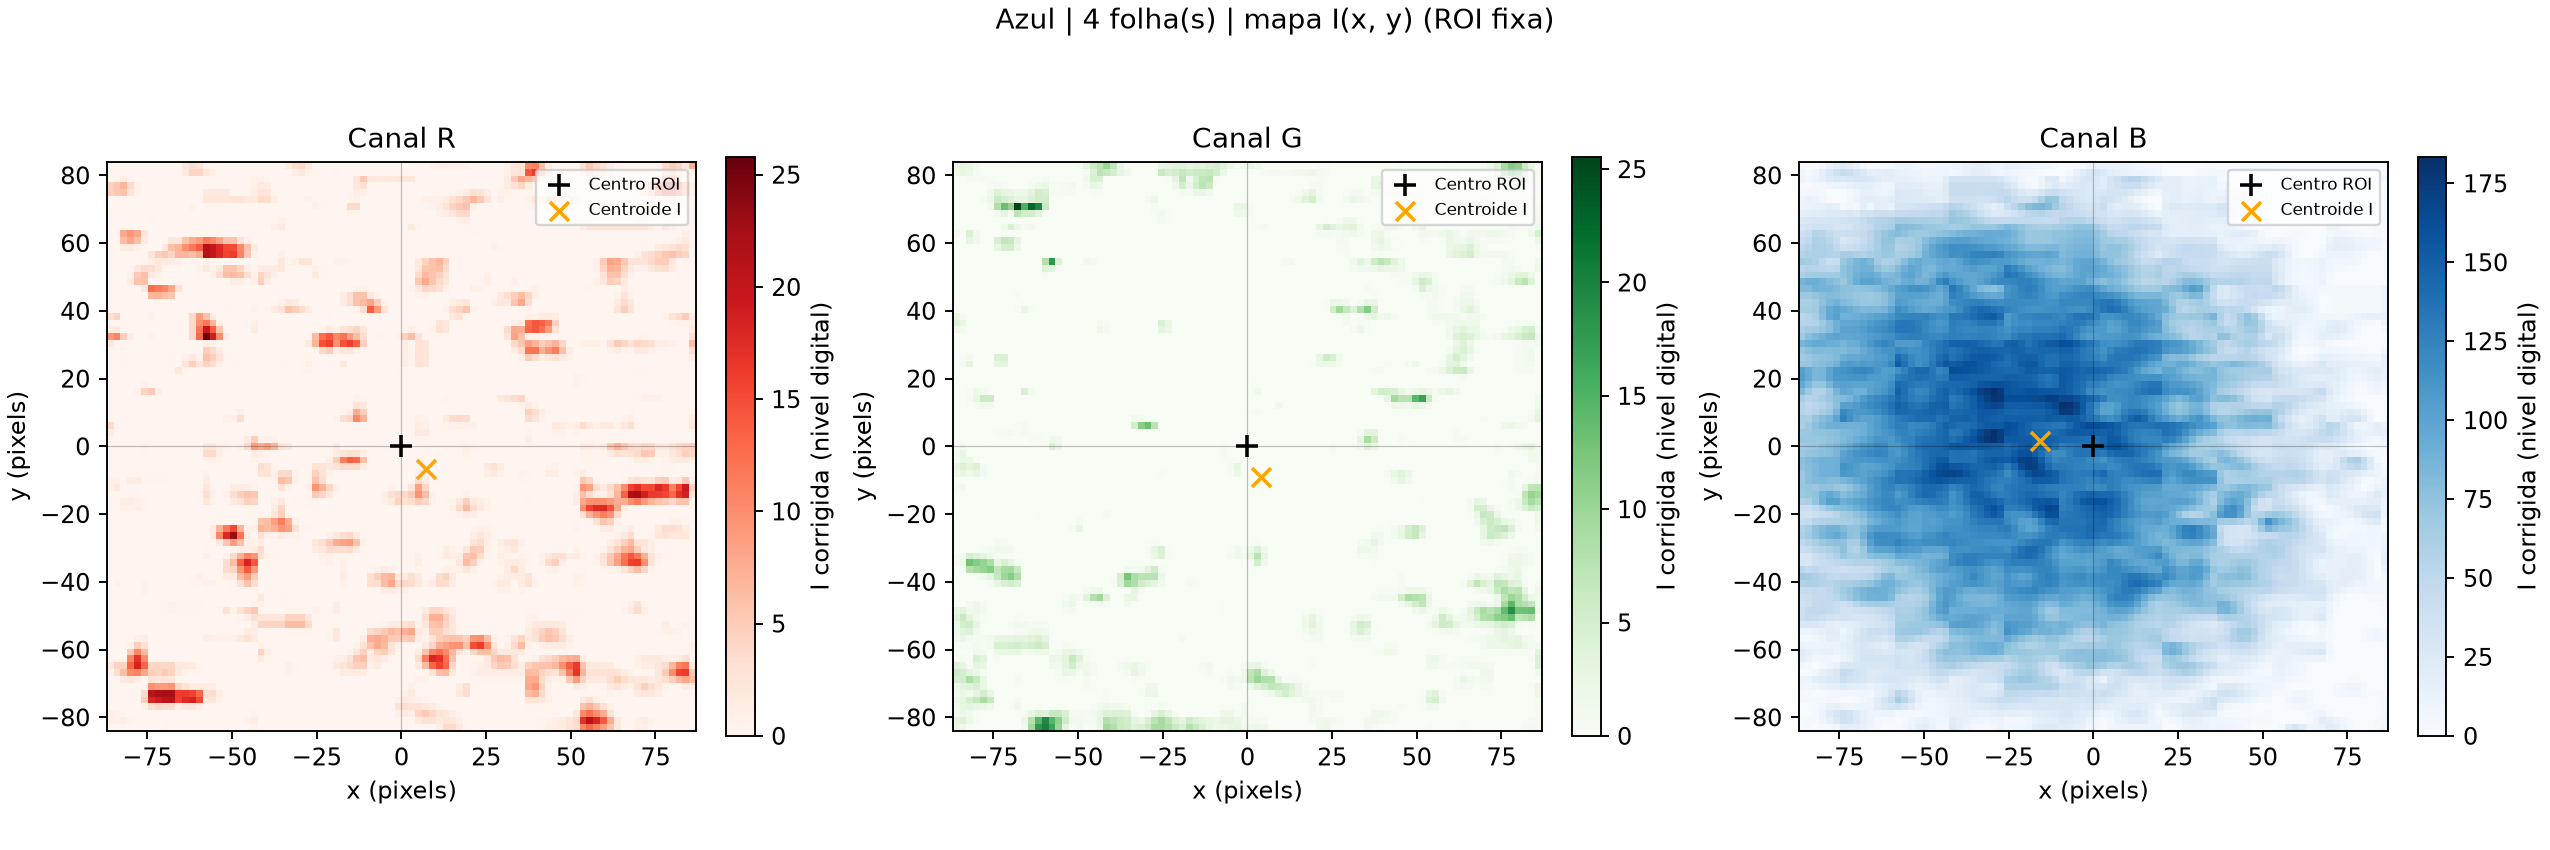 Azul | 4 folha(s) | mapa I(x, y) (ROI fixa)
Canal R
80
60
40
20
0
−20
−40
−60
−80
y (pixels)
−75 −50 −25 0 25 50 75
x (pixels)
Centro ROI
Centroide I
25
20
15
10
5
0
I corrigida (nivel digital)
Canal G
80
60
40
20
0
−20
−40
−60
−80
y (pixels)
−75 −50 −25 0 25 50 75
x (pixels)
Centro ROI
Centroide I
25
20
15
10
5
0
I corrigida (nivel digital)
Canal B
80
60
40
20
0
−20
−40
−60
−80
y (pixels)
−75 −50 −25 0 25 50 75
x (pixels)
Centro ROI
Centroide I
175
150
125
100
75
50
25
0
I corrigida (nivel digital)